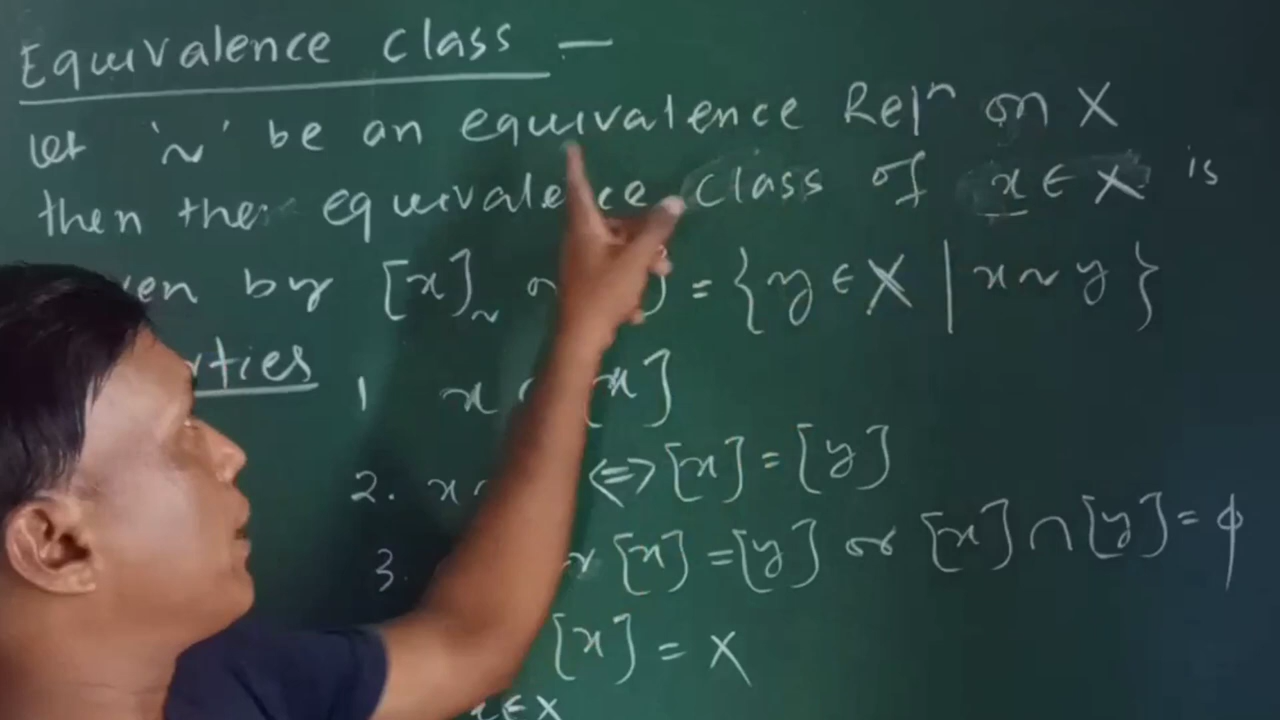 Equivalence Class –
Let '~' be an equivalence Relⁿ on X
then the equivalence class of x ∈ X is
by [x]~ = {y ∈ X | x ~ y}
1 x [x]
2. x <=> [x] = [y]
3. [x] = [y] or [x] ∩ [y] = φ
[x] = X
x∈X